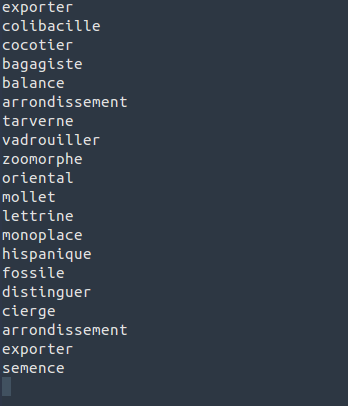 exporter
colibacille
cocotier
bagagiste
balance
arrondissement
tarverne
vadrouiller
zoomorphe
oriental
mollet
lettrine
monoplace
hispanique
fossile
distinguer
cierge
arrondissement
exporter
semence